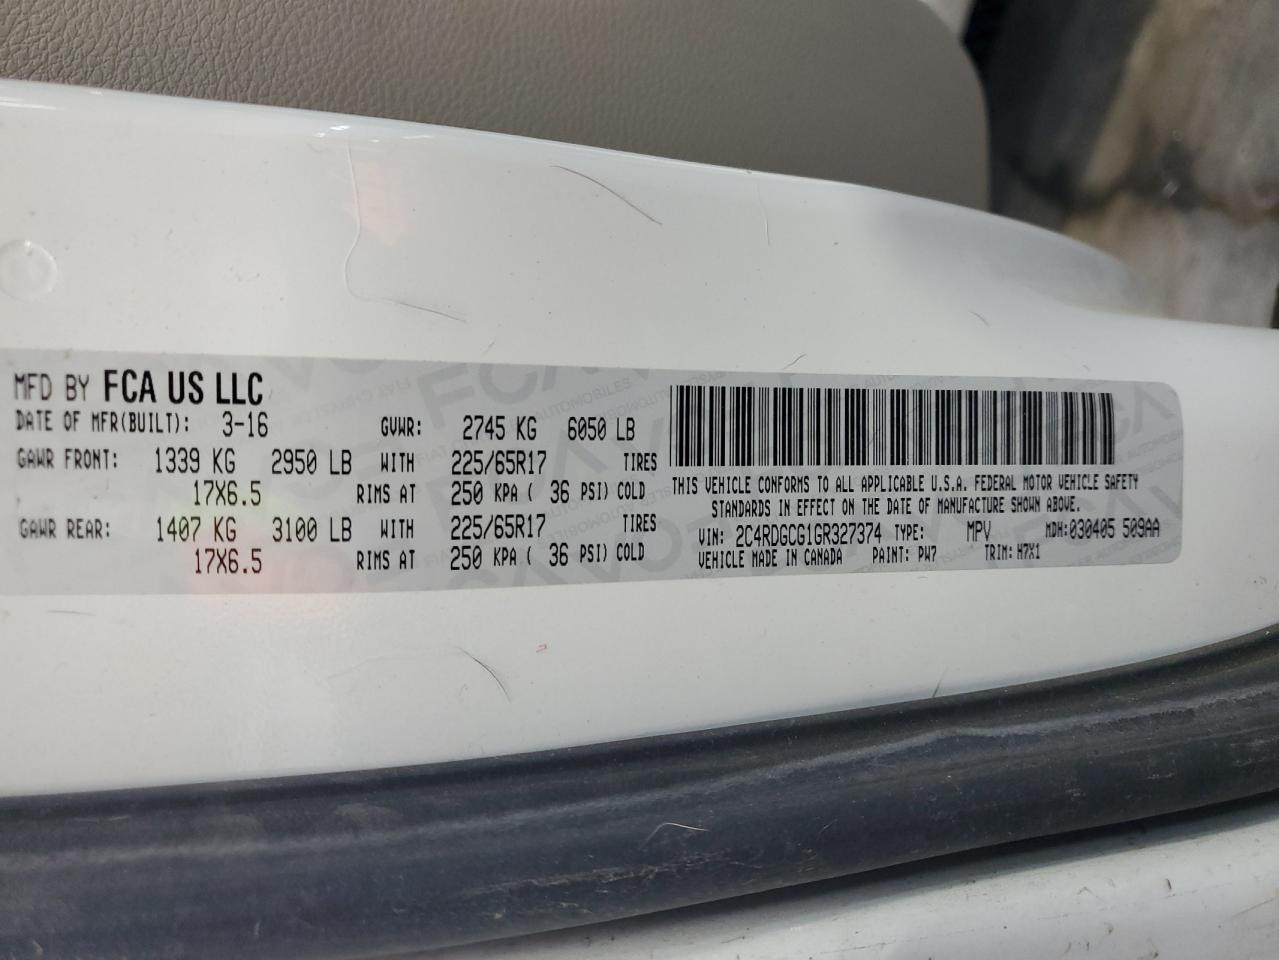 MFD BY FCA US LLC
DATE OF MFR(BUILT): 3-16 GVWR: 2745 KG 6050 LB
GAWR FRONT: 1339 KG 2950 LB WITH 225/65R17 TIRES
17X6.5 RIMS AT 250 KPA ( 36 PSI) COLD
GAWR REAR: 1407 KG 3100 LB WITH 225/65R17 TIRES
17X6.5 RIMS AT 250 KPA ( 36 PSI) COLD
THIS VEHICLE CONFORMS TO ALL APPLICABLE U.S.A. FEDERAL MOTOR VEHICLE SAFETY
STANDARDS IN EFFECT ON THE DATE OF MANUFACTURE SHOWN ABOVE.
VIN: 2C4RDGCG1GR327374 TYPE: MPV MDH: 030405 509AA
VEHICLE MADE IN CANADA PAINT: PW7 TRIM: H7X1